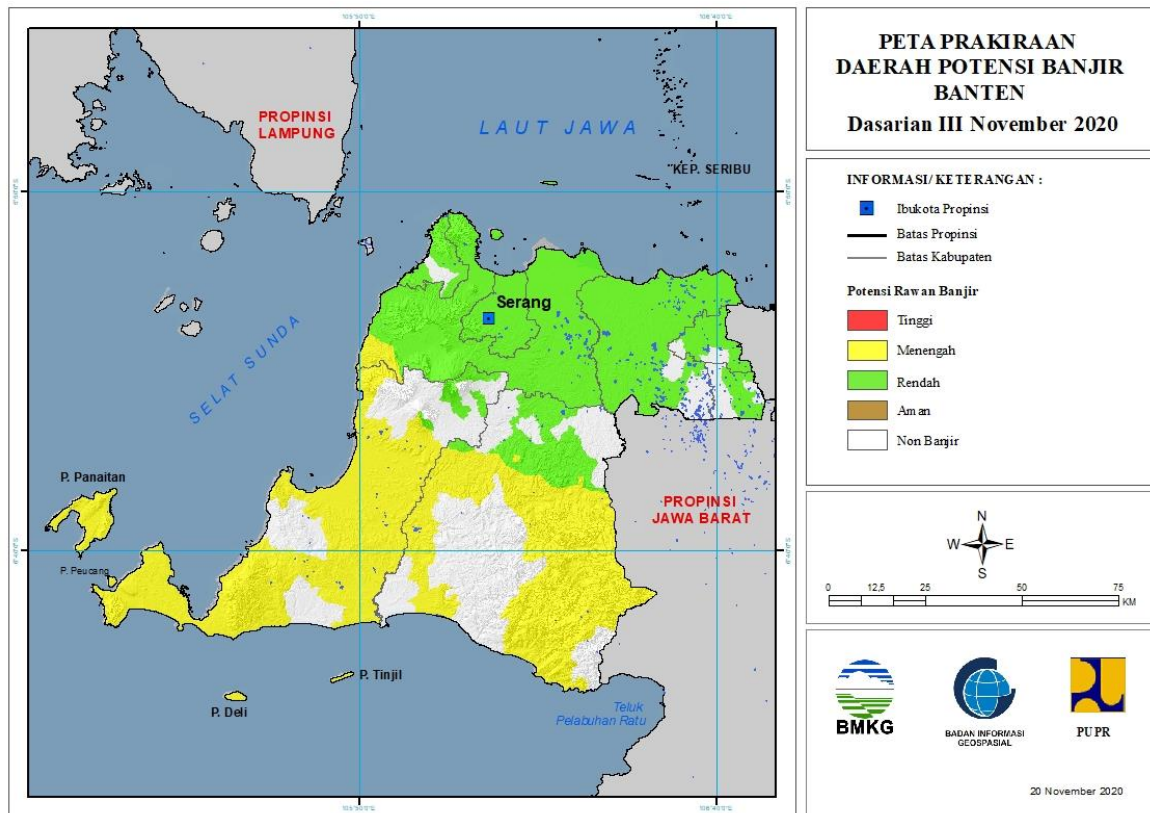 PETA PRAKIRAAN
DAERAH POTENSI BANJIR
BANTEN
Dasarian III November 2020
INFORMASI/ KETERANGAN :
Ibukota Propinsi
Batas Propinsi
Batas Kabupaten
Potensi Rawan Banjir
Tinggi
Menengah
Rendah
Aman
Non Banjir
N
W E
S
0 12,5 25 50 75
KM
BMKG
BADAN INFORMASI
GEOSPASIAL
PUPR
20 November 2020
PROPINSI
LAMPUNG
LAUT JAWA
KEP. SERIBU
Serang
SELAT SUNDA
P. Panaitan
P. Peucang
PROPINSI
JAWA BARAT
P. Tinjil
P. Deli
Teluk
Pelabuhan Ratu